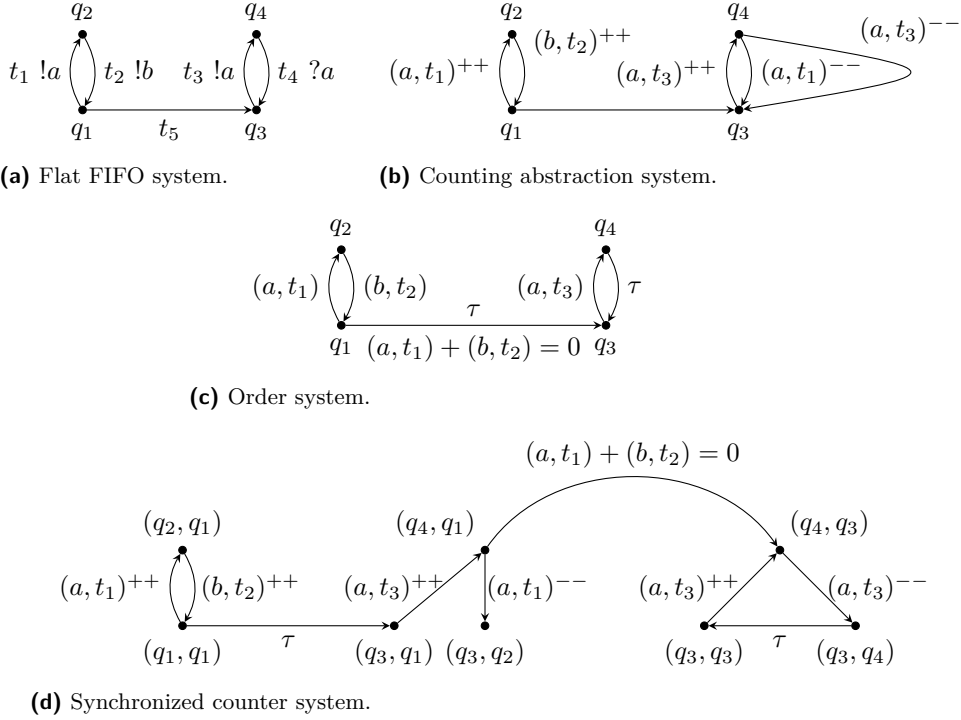 q₂ q₄
t₁ !a t₂ !b t₃ !a t₄ ?a
q₁ t₅ q₃
(a) Flat FIFO system.
q₂ q₄
(b, t₂)⁺⁺ (a, t₃)⁻⁻
(a, t₁)⁺⁺ (a, t₃)⁺⁺ (a, t₁)⁻⁻
q₁ q₃
(b) Counting abstraction system.
q₂ q₄
(a, t₁) (b, t₂) (a, t₃) τ
τ
q₁ (a, t₁) + (b, t₂) = 0 q₃
(c) Order system.
(a, t₁) + (b, t₂) = 0
(q₂, q₁) (q₄, q₁) (q₄, q₃)
(a, t₁)⁺⁺ (b, t₂)⁺⁺ (a, t₃)⁺⁺ (a, t₁)⁻⁻ (a, t₃)⁺⁺ (a, t₃)⁻⁻
(q₁, q₁) τ (q₃, q₁) (q₃, q₂) (q₃, q₃) τ (q₃, q₄)
(d) Synchronized counter system.